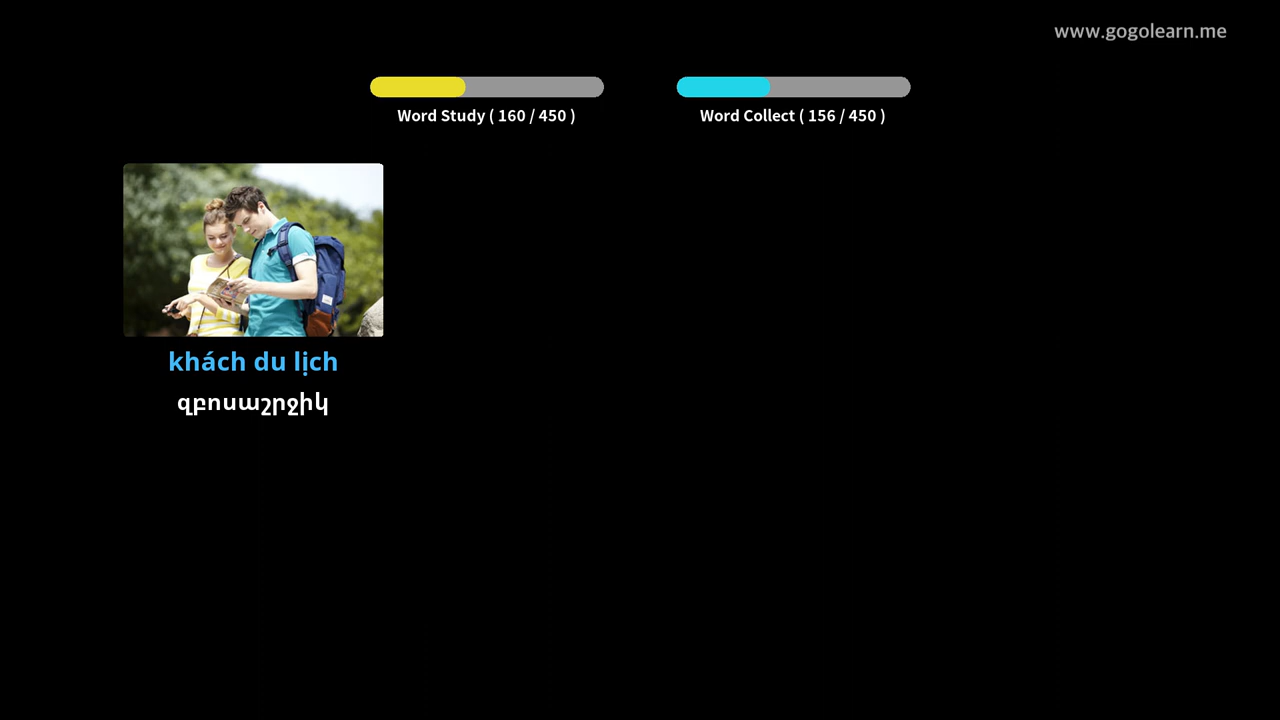 www.gogolearn.me
Word Study ( 160 / 450 )
Word Collect ( 156 / 450 )
khách du lịch
զբոսաշրջիկ